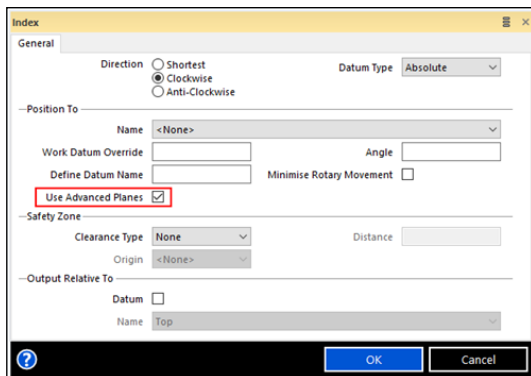 Index
General
Direction Shortest Datum Type Absolute
Clockwise
Anti-Clockwise
Position To
Name <None>
Work Datum Override Angle
Define Datum Name Minimise Rotary Movement
Use Advanced Planes
Safety Zone
Clearance Type None Distance
Origin <None>
Output Relative To
Datum
Name Top
? OK Cancel